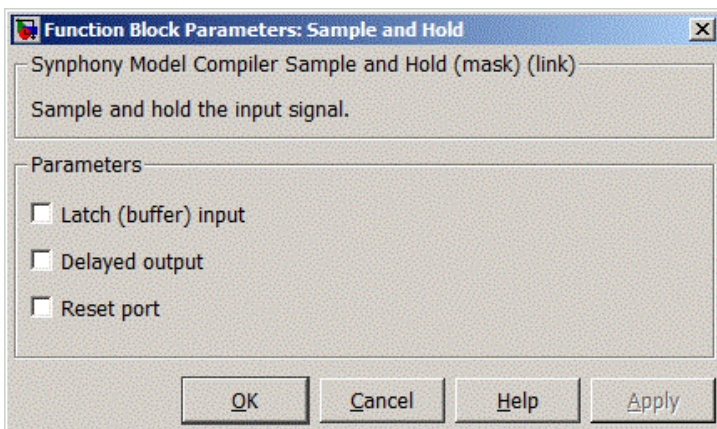 Function Block Parameters: Sample and Hold
Synphony Model Compiler Sample and Hold (mask) (link)
Sample and hold the input signal.
Parameters
Latch (buffer) input
Delayed output
Reset port
OK Cancel Help Apply